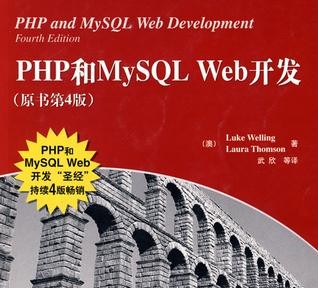 PHP and MySQL Web Development
Fourth Edition
PHP和MySQL Web开发
(原书第4版)
(澳) Luke Welling
Laura Thomson 著
武 欣 等译
PHP和
MySQL Web
开发“圣经”
持续4版畅销